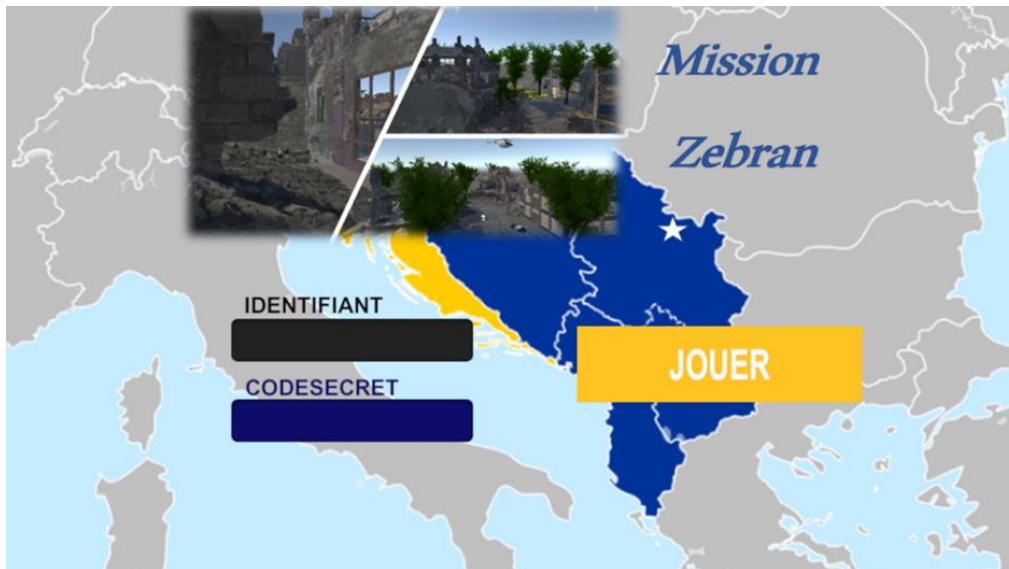 Mission
Zebran
IDENTIFIANT
CODESECRET
JOUER